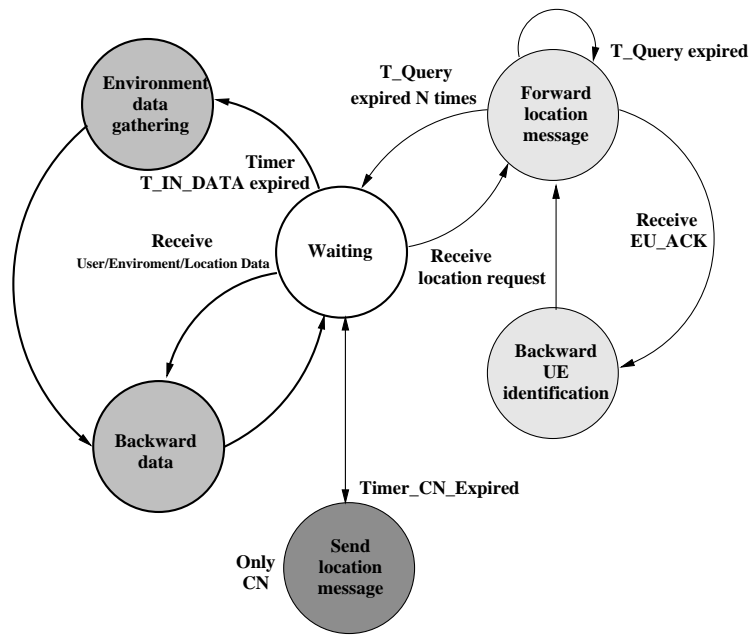 T_Query expired
Environment
data
gathering
T_Query
expired N times
Forward
location
message
Timer
T_IN_DATA expired
Receive
EU_ACK
Receive
User/Enviroment/Location Data
Waiting
Receive
location request
Backward
UE
identification
Backward
data
Timer_CN_Expired
Only
CN
Send
location
message